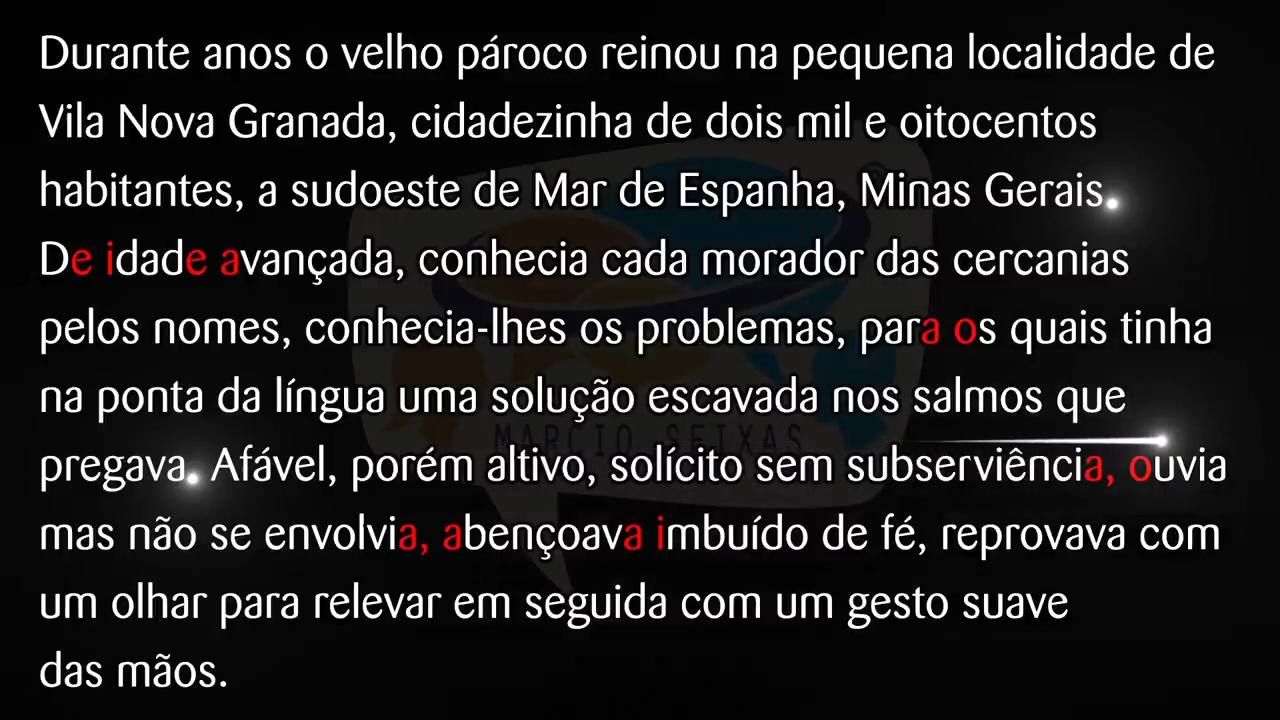 Durante anos o velho pároco reinou na pequena localidade de
Vila Nova Granada, cidadezinha de dois mil e oitocentos
habitantes, a sudoeste de Mar de Espanha, Minas Gerais.
De idade avançada, conhecia cada morador das cercanias
pelos nomes, conhecia-lhes os problemas, para os quais tinha
na ponta da língua uma solução escavada nos salmos que
MARCIO SEIXAS
pregava. Afável, porém altivo, solícito sem subserviência, ouvia
mas não se envolvia, abençoava imbuído de fé, reprovava com
um olhar para relevar em seguida com um gesto suave
das mãos.